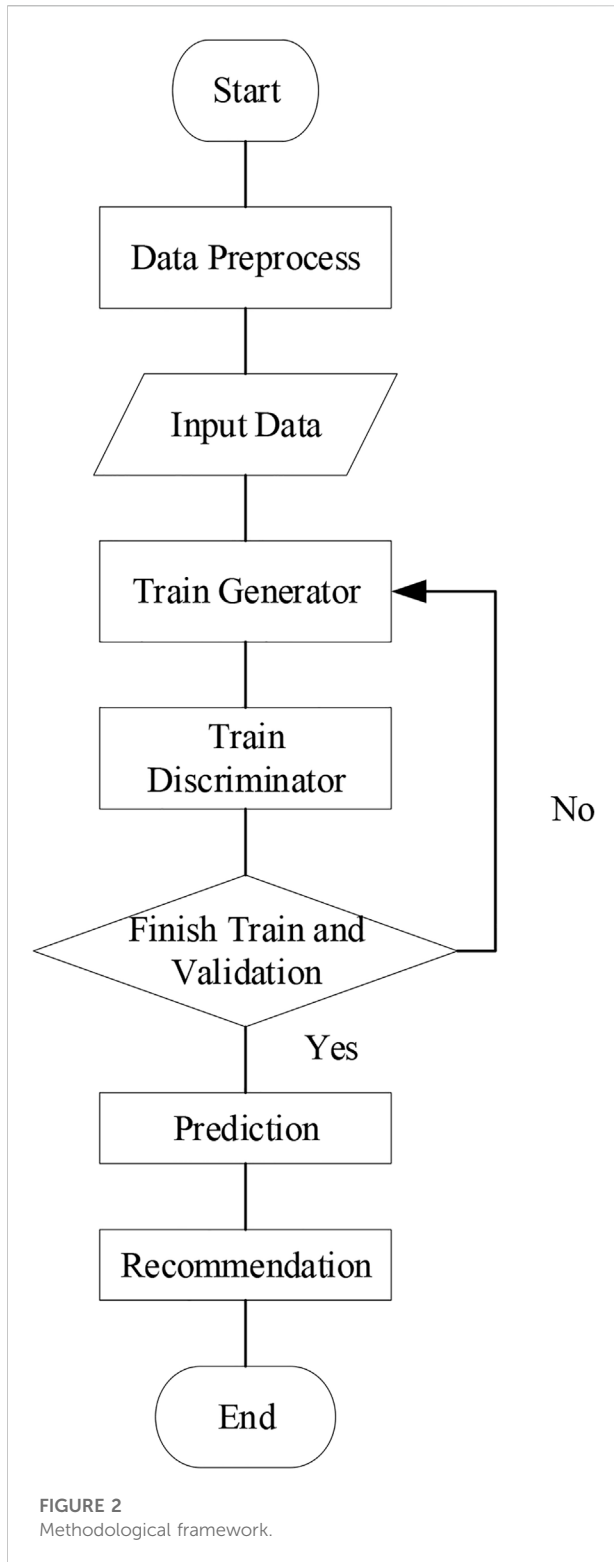 Start
Data Preprocess
Input Data
Train Generator
Train
Discriminator
No
Finish Train and
Validation
Yes
Prediction
Recommendation
End
FIGURE 2
Methodological framework.